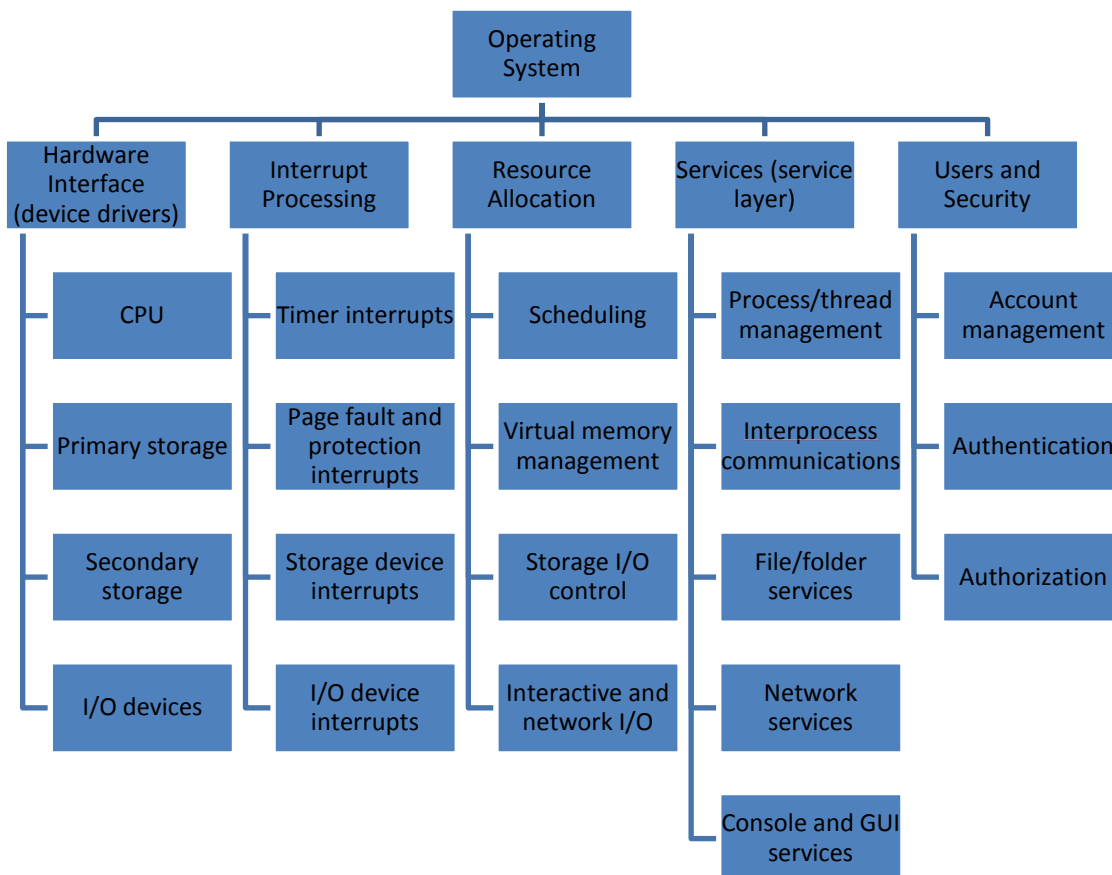 Operating
System
Hardware
Interface
(device drivers)
Interrupt
Processing
Resource
Allocation
Services (service
layer)
Users and
Security
CPU
Primary storage
Secondary
storage
I/O devices
Timer interrupts
Page fault and
protection
interrupts
Storage device
interrupts
I/O device
interrupts
Scheduling
Virtual memory
management
Storage I/O
control
Interactive and
network I/O
Process/thread
management
Interprocess
communications
File/folder
services
Network
services
Console and GUI
services
Account
management
Authentication
Authorization